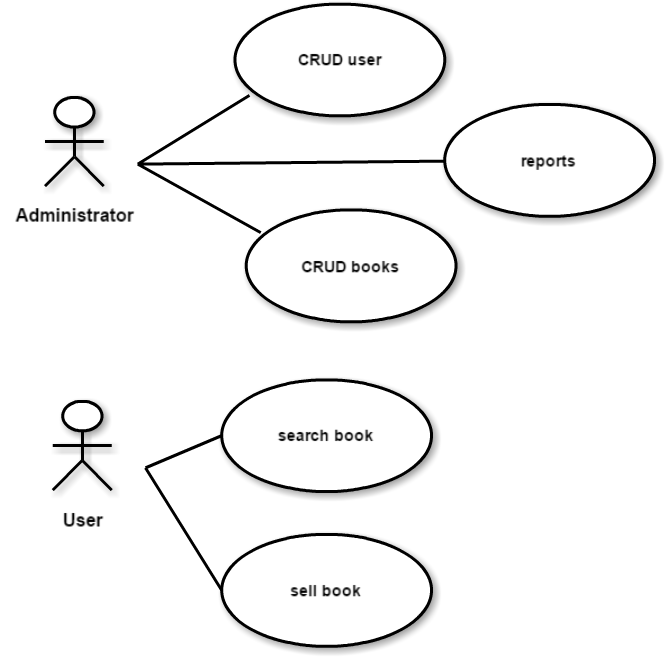 CRUD user
reports
Administrator
CRUD books
search book
User
sell book